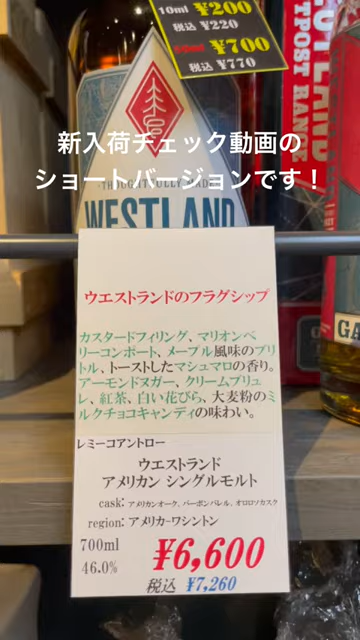 10ml ¥200
税込 ¥220
¥700
税込 ¥770
新入荷チェック動画の
ショートバージョンです！
WESTLAND
ウエストランドのフラグシップ
カスタードフィリング、マリオンベ
リーコンポート、メープル風味のブリ
トル、トーストしたマシュマロの香り。
アーモンドヌガー、クリームブリュ
レ、紅茶、白い花びら、大麦粉のミ
ルクチョコキャンディの味わい。
レミーコアントロー
ウエストランド
アメリカン シングルモルト
cask: アメリカンオーク、バーボンバレル、オロロソカスク
region: アメリカ-ワシントン
700ml
46.0%
¥6,600
税込 ¥7,260
OUTPOST RANGE
GA